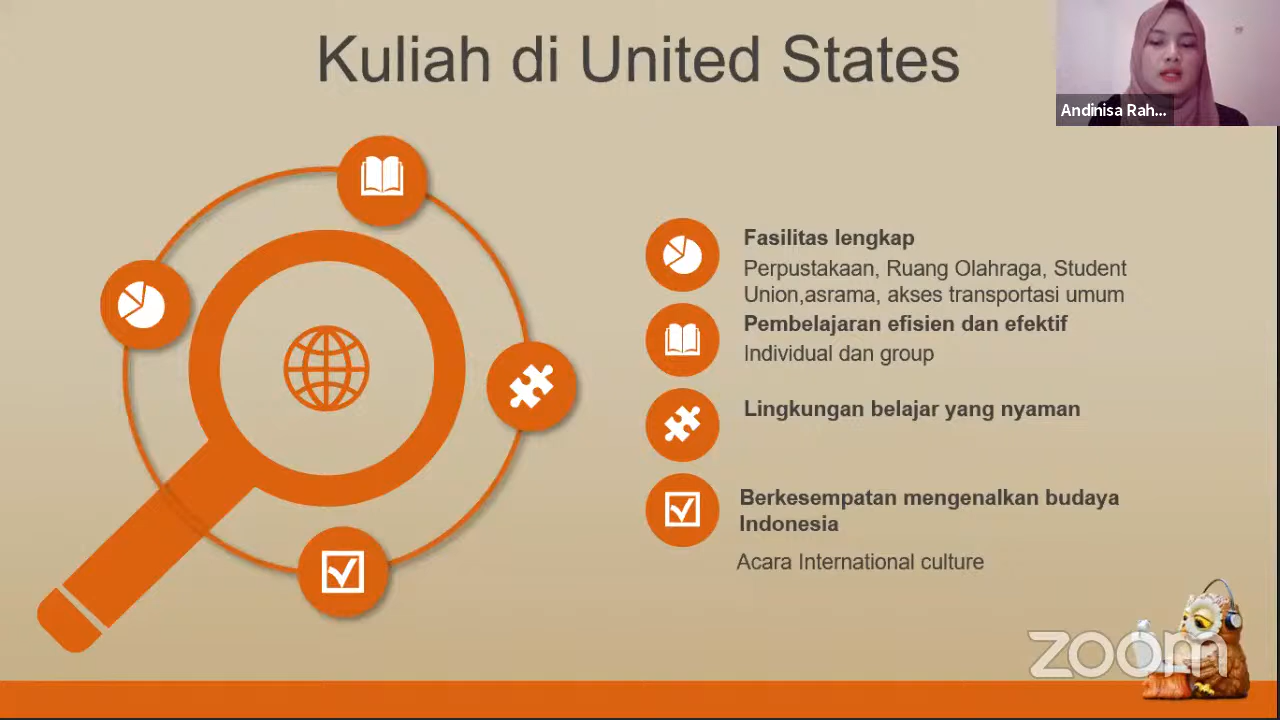 Kuliah di United States
Andinisa Rah...
Fasilitas lengkap
Perpustakaan, Ruang Olahraga, Student
Union,asrama, akses transportasi umum
Pembelajaran efisien dan efektif
Individual dan group
Lingkungan belajar yang nyaman
Berkesempatan mengenalkan budaya
Indonesia
Acara International culture
zoom